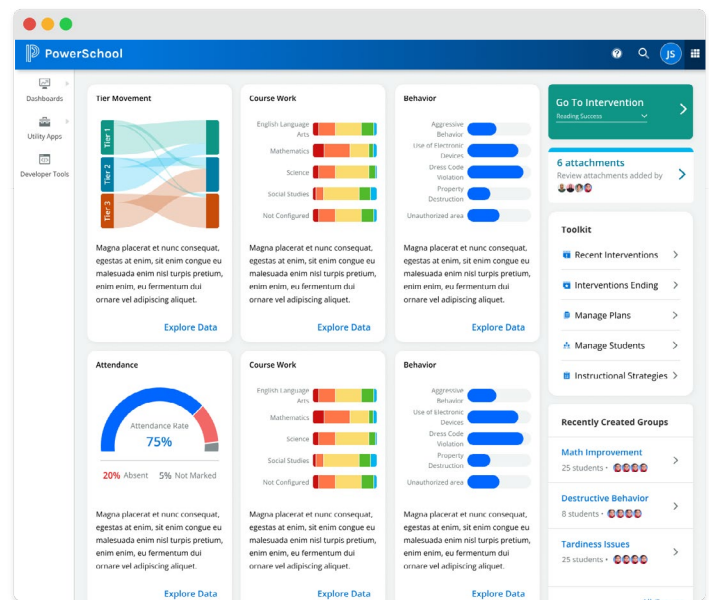 PowerSchool
JS
Dashboards
Utility Apps
Developer Tools
Tier Movement
Tier 1
Tier 2
Tier 3
Magna placerat et nunc consequat,
egestas at enim, sit enim congue eu
malesuada enim nisl turpis pretium,
enim enim, eu fermentum dui
ornare vel adipiscing aliquet.
Explore Data
Course Work
English Language
Arts
Mathematics
Science
Social Studies
Not Configured
Magna placerat et nunc consequat,
egestas at enim, sit enim congue eu
malesuada enim nisl turpis pretium,
enim enim, eu fermentum dui
ornare vel adipiscing aliquet.
Explore Data
Behavior
Aggressive
Behavior
Use of Electronic
Devices
Dress Code
Violation
Property
Destruction
Unauthorized area
Magna placerat et nunc consequat,
egestas at enim, sit enim congue eu
malesuada enim nisl turpis pretium,
enim enim, eu fermentum dui
ornare vel adipiscing aliquet.
Explore Data
Go To Intervention
Reading Success
6 attachments
Review attachments added by
Toolkit
Recent Interventions
Interventions Ending
Manage Plans
Manage Students
Instructional Strategies
Attendance
Attendance Rate
75%
20% Absent 5% Not Marked
Magna placerat et nunc consequat,
egestas at enim, sit enim congue eu
malesuada enim nisl turpis pretium,
enim enim, eu fermentum dui
ornare vel adipiscing aliquet.
Explore Data
Course Work
English Language
Arts
Mathematics
Science
Social Studies
Not Configured
Magna placerat et nunc consequat,
egestas at enim, sit enim congue eu
malesuada enim nisl turpis pretium,
enim enim, eu fermentum dui
ornare vel adipiscing aliquet.
Explore Data
Behavior
Aggressive
Behavior
Use of Electronic
Devices
Dress Code
Violation
Property
Destruction
Unauthorized area
Magna placerat et nunc consequat,
egestas at enim, sit enim congue eu
malesuada enim nisl turpis pretium,
enim enim, eu fermentum dui
ornare vel adipiscing aliquet.
Explore Data
Recently Created Groups
Math Improvement
25 students •
Destructive Behavior
8 students •
Tardiness Issues
25 students •